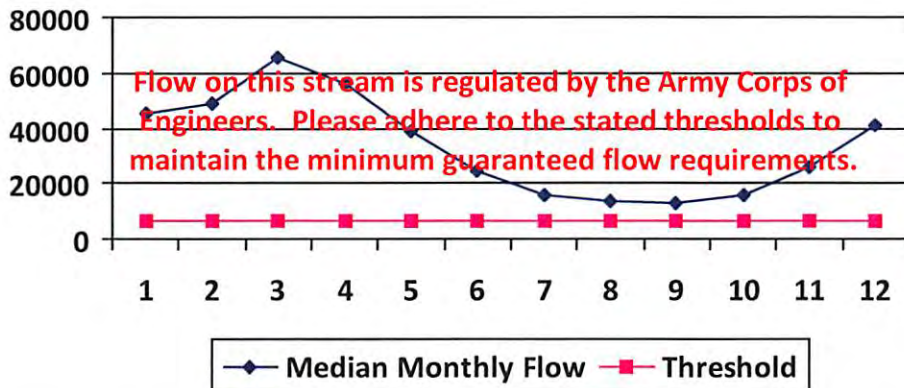 80000
60000
40000
20000
0
Flow on this stream is regulated by the Army Corps of
Engineers. Please adhere to the stated thresholds to
maintain the minimum guaranteed flow requirements.
1 2 3 4 5 6 7 8 9 10 11 12
Median Monthly Flow Threshold